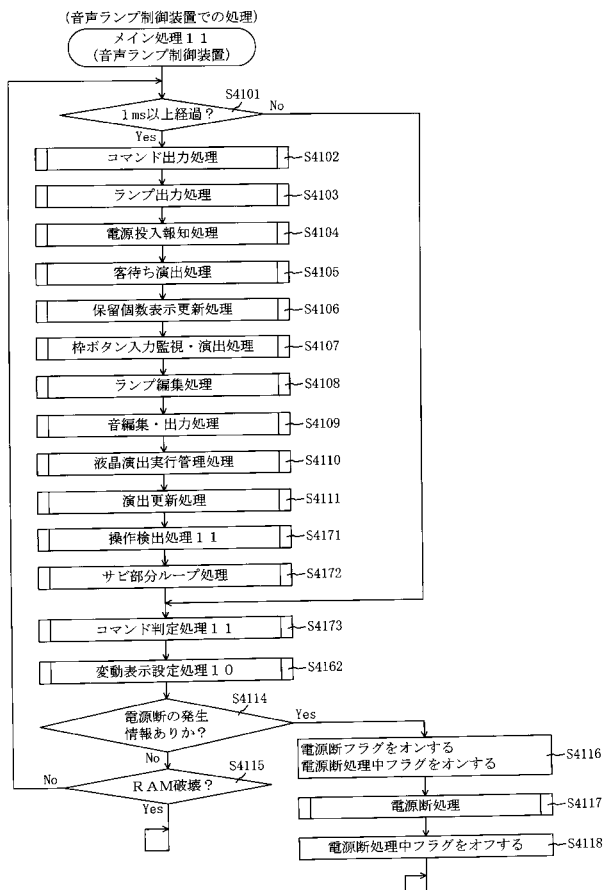 (音声ランプ制御装置での処理)
メイン処理11
(音声ランプ制御装置)
S4101
1ms以上経過?
No
Yes
コマンド出力処理
S4102
ランプ出力処理
S4103
電源投入報知処理
S4104
客待ち演出処理
S4105
保留個数表示更新処理
S4106
枠ボタン入力監視・演出処理
S4107
ランプ編集処理
S4108
音編集・出力処理
S4109
液晶演出実行管理処理
S4110
演出更新処理
S4111
操作検出処理11
S4171
サビ部分ループ処理
S4172
コマンド判定処理11
S4173
変動表示設定処理10
S4162
S4114
電源断の発生
情報ありか?
Yes
No
S4115
No
RAM破壊?
Yes
電源断フラグをオンする
電源断処理中フラグをオンする
S4116
電源断処理
S4117
電源断処理中フラグをオフする
S4118